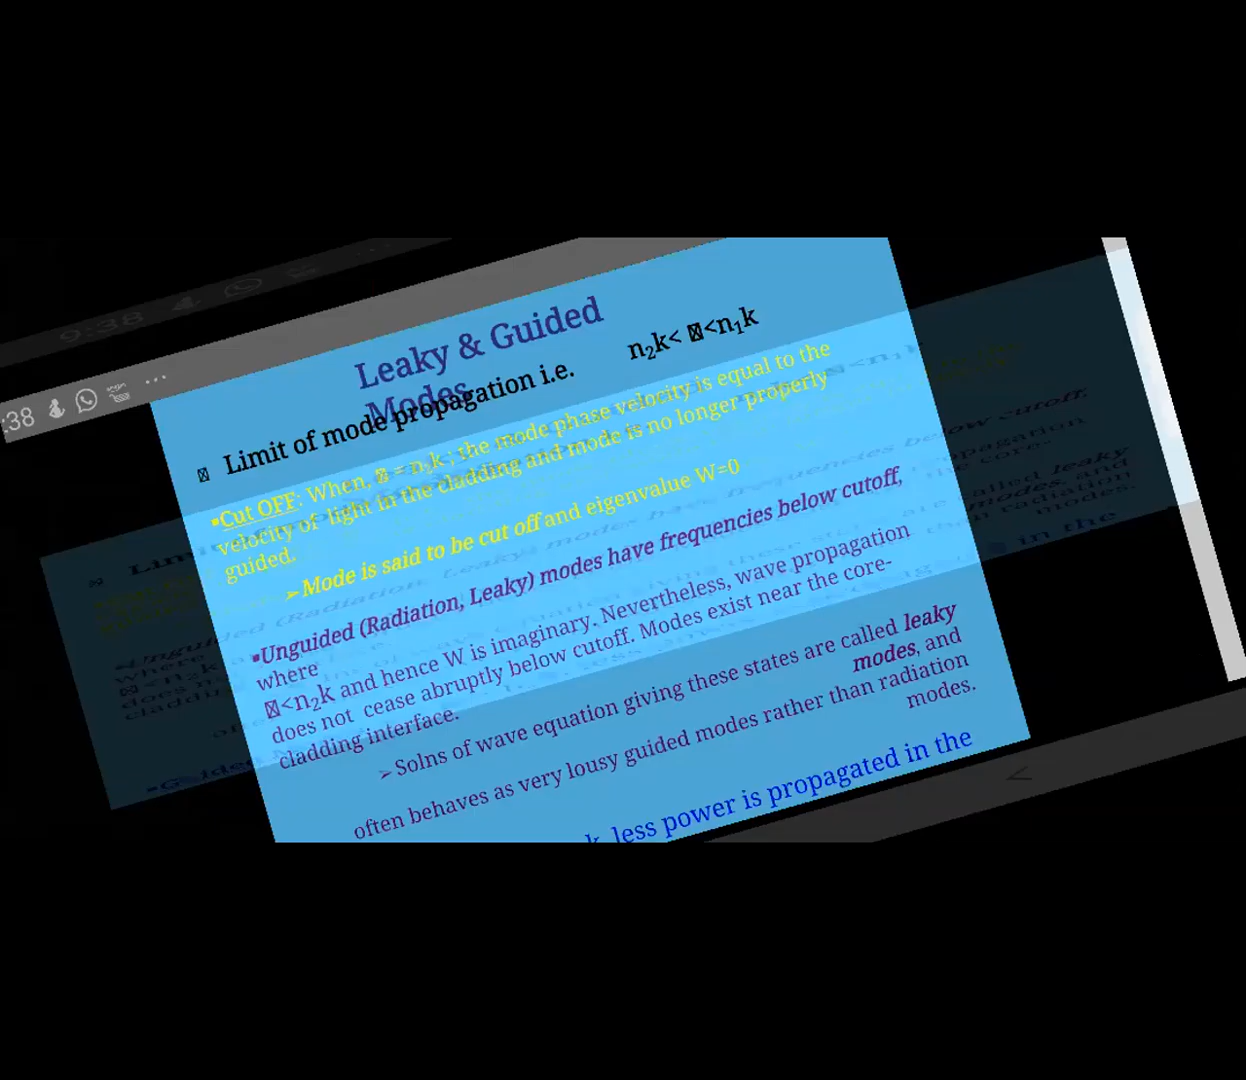 :38 ...
Leaky & Guided
Modes
⍰ Limit of mode propagation i.e. n₂k< ⍰<n₁k
▪Cut OFF: When, ⍰ = n₂k ; the mode phase velocity is equal to the
velocity of light in the cladding and mode is no longer properly
guided.
➢Mode is said to be cut off and eigenvalue W=0
▪Unguided (Radiation, Leaky) modes have frequencies below cutoff,
where
⍰<n₂k and hence W is imaginary. Nevertheless, wave propagation
does not cease abruptly below cutoff. Modes exist near the core-
cladding interface.
➢Solns of wave equation giving these states are called leaky
modes, and
often behaves as very lousy guided modes rather than radiation
modes.
less power is propagated in the